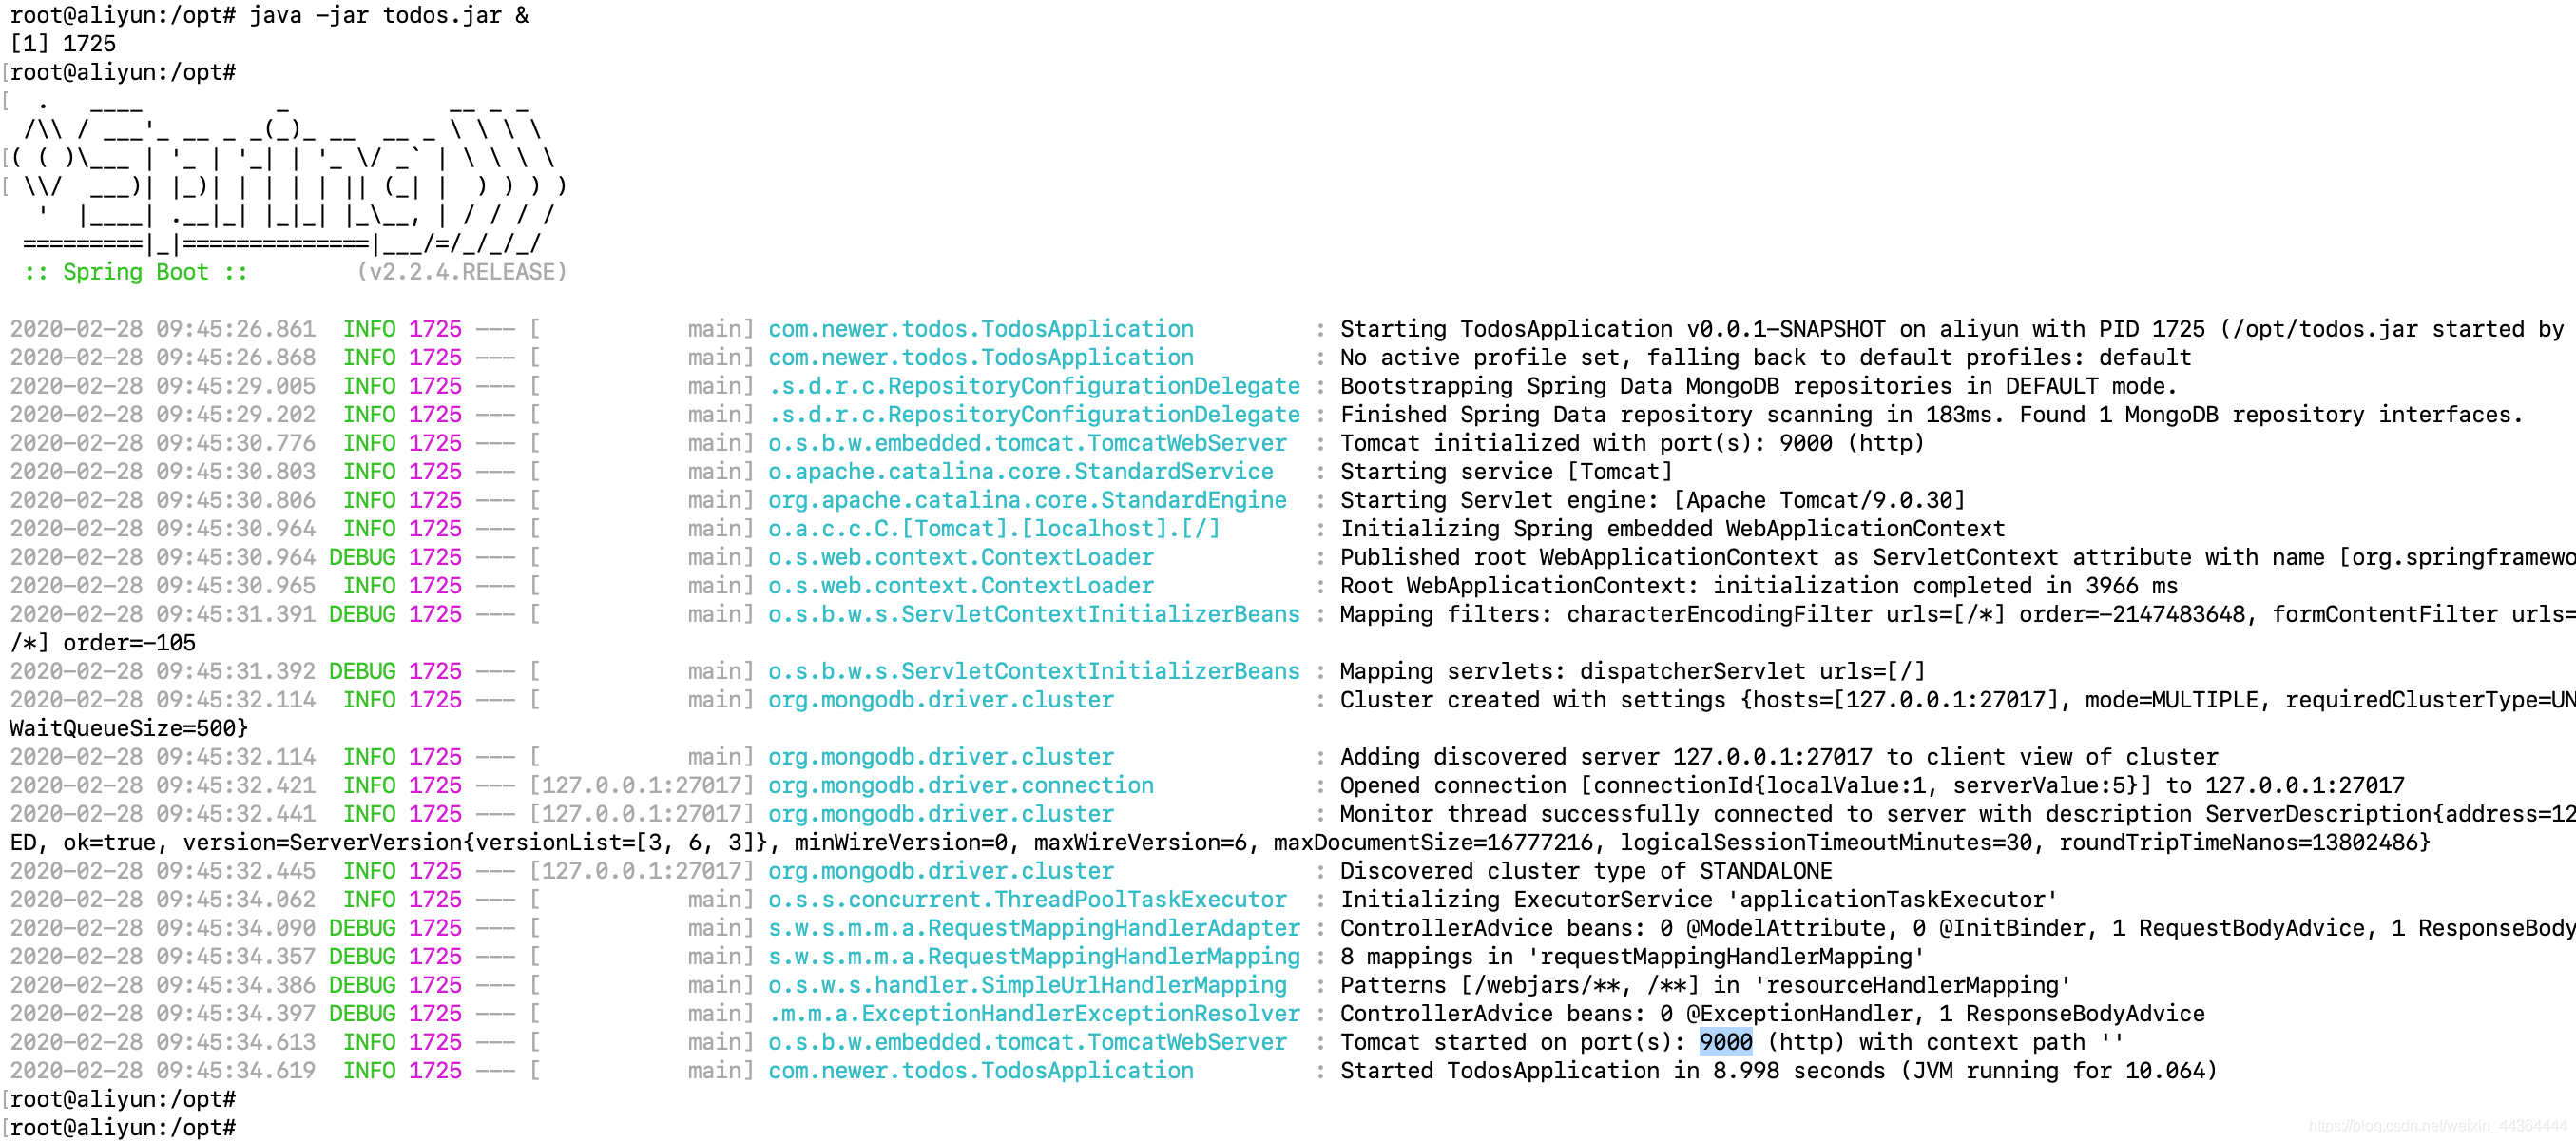 root@aliyun:/opt# java -jar todos.jar &
[1] 1725
[root@aliyun:/opt#
[  .   ____          _            __ _ _
 /\\ / ___'_ __ _ _(_)_ __  __ _ \ \ \ \
[( ( )\___ | '_ | '_| | '_ \/ _` | \ \ \ \
[ \\/  ___)| |_)| | | | | || (_| |  ) ) ) )
  '  |____| .__|_| |_|_| |_\__, | / / / /
 =========|_|==============|___/=/_/_/_/
 :: Spring Boot ::        (v2.2.4.RELEASE)
2020-02-28 09:45:26.861  INFO 1725 --- [           main] com.newer.todos.TodosApplication         : Starting TodosApplication v0.0.1-SNAPSHOT on aliyun with PID 1725 (/opt/todos.jar started by
2020-02-28 09:45:26.868  INFO 1725 --- [           main] com.newer.todos.TodosApplication         : No active profile set, falling back to default profiles: default
2020-02-28 09:45:29.005  INFO 1725 --- [           main] .s.d.r.c.RepositoryConfigurationDelegate : Bootstrapping Spring Data MongoDB repositories in DEFAULT mode.
2020-02-28 09:45:29.202  INFO 1725 --- [           main] .s.d.r.c.RepositoryConfigurationDelegate : Finished Spring Data repository scanning in 183ms. Found 1 MongoDB repository interfaces.
2020-02-28 09:45:30.776  INFO 1725 --- [           main] o.s.b.w.embedded.tomcat.TomcatWebServer  : Tomcat initialized with port(s): 9000 (http)
2020-02-28 09:45:30.803  INFO 1725 --- [           main] o.apache.catalina.core.StandardService   : Starting service [Tomcat]
2020-02-28 09:45:30.806  INFO 1725 --- [           main] org.apache.catalina.core.StandardEngine  : Starting Servlet engine: [Apache Tomcat/9.0.30]
2020-02-28 09:45:30.964  INFO 1725 --- [           main] o.a.c.c.C.[Tomcat].[localhost].[/]       : Initializing Spring embedded WebApplicationContext
2020-02-28 09:45:30.964 DEBUG 1725 --- [           main] o.s.web.context.ContextLoader            : Published root WebApplicationContext as ServletContext attribute with name [org.springframewo
2020-02-28 09:45:30.965  INFO 1725 --- [           main] o.s.web.context.ContextLoader            : Root WebApplicationContext: initialization completed in 3966 ms
2020-02-28 09:45:31.391 DEBUG 1725 --- [           main] o.s.b.w.s.ServletContextInitializerBeans : Mapping filters: characterEncodingFilter urls=[/*] order=-2147483648, formContentFilter urls=
/*] order=-105
2020-02-28 09:45:31.392 DEBUG 1725 --- [           main] o.s.b.w.s.ServletContextInitializerBeans : Mapping servlets: dispatcherServlet urls=[/]
2020-02-28 09:45:32.114  INFO 1725 --- [           main] org.mongodb.driver.cluster               : Cluster created with settings {hosts=[127.0.0.1:27017], mode=MULTIPLE, requiredClusterType=UN
WaitQueueSize=500}
2020-02-28 09:45:32.114  INFO 1725 --- [           main] org.mongodb.driver.cluster               : Adding discovered server 127.0.0.1:27017 to client view of cluster
2020-02-28 09:45:32.421  INFO 1725 --- [127.0.0.1:27017] org.mongodb.driver.connection            : Opened connection [connectionId{localValue:1, serverValue:5}] to 127.0.0.1:27017
2020-02-28 09:45:32.441  INFO 1725 --- [127.0.0.1:27017] org.mongodb.driver.cluster               : Monitor thread successfully connected to server with description ServerDescription{address=12
ED, ok=true, version=ServerVersion{versionList=[3, 6, 3]}, minWireVersion=0, maxWireVersion=6, maxDocumentSize=16777216, logicalSessionTimeoutMinutes=30, roundTripTimeNanos=13802486}
2020-02-28 09:45:32.445  INFO 1725 --- [127.0.0.1:27017] org.mongodb.driver.cluster               : Discovered cluster type of STANDALONE
2020-02-28 09:45:34.062  INFO 1725 --- [           main] o.s.s.concurrent.ThreadPoolTaskExecutor  : Initializing ExecutorService 'applicationTaskExecutor'
2020-02-28 09:45:34.090 DEBUG 1725 --- [           main] s.w.s.m.m.a.RequestMappingHandlerAdapter : ControllerAdvice beans: 0 @ModelAttribute, 0 @InitBinder, 1 RequestBodyAdvice, 1 ResponseBody
2020-02-28 09:45:34.357 DEBUG 1725 --- [           main] s.w.s.m.m.a.RequestMappingHandlerMapping : 8 mappings in 'requestMappingHandlerMapping'
2020-02-28 09:45:34.386 DEBUG 1725 --- [           main] o.s.w.s.handler.SimpleUrlHandlerMapping  : Patterns [/webjars/**, /**] in 'resourceHandlerMapping'
2020-02-28 09:45:34.397 DEBUG 1725 --- [           main] .m.m.a.ExceptionHandlerExceptionResolver : ControllerAdvice beans: 0 @ExceptionHandler, 1 ResponseBodyAdvice
2020-02-28 09:45:34.613  INFO 1725 --- [           main] o.s.b.w.embedded.tomcat.TomcatWebServer  : Tomcat started on port(s): 9000 (http) with context path ''
2020-02-28 09:45:34.619  INFO 1725 --- [           main] com.newer.todos.TodosApplication         : Started TodosApplication in 8.998 seconds (JVM running for 10.064)
[root@aliyun:/opt#
[root@aliyun:/opt#
https://blog.csdn.net/weixin_44364444